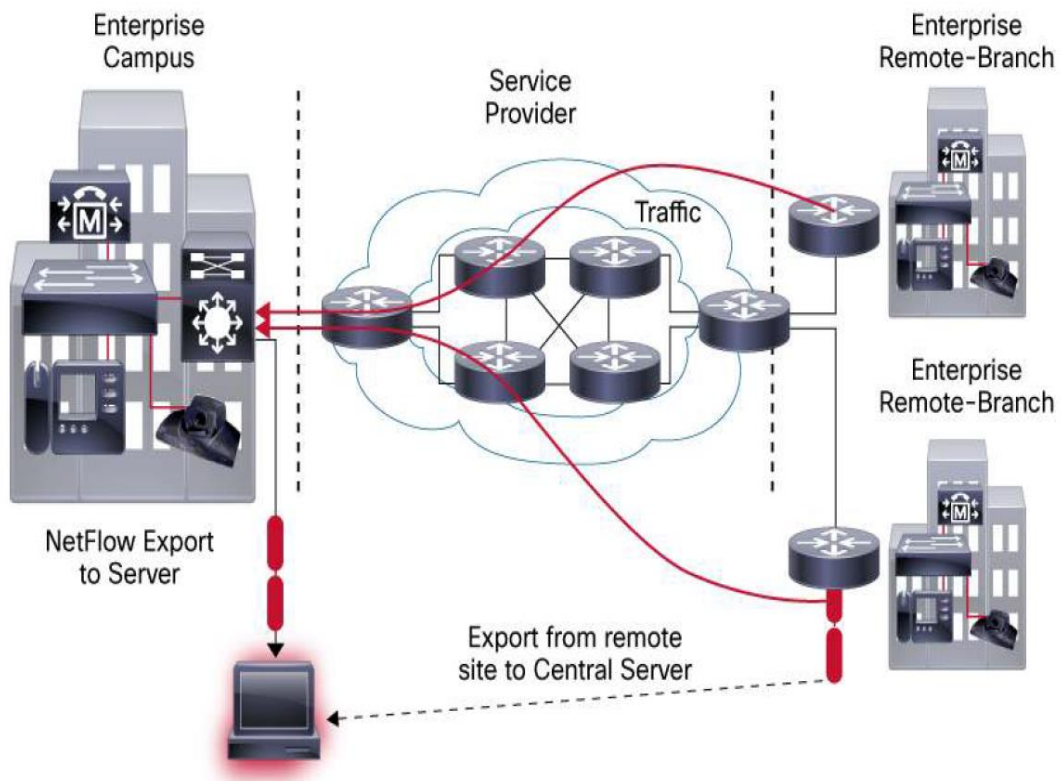 Enterprise
Campus
Service
Provider
Enterprise
Remote-Branch
Traffic
M
M
Enterprise
Remote-Branch
M
NetFlow Export
to Server
Export from remote
site to Central Server